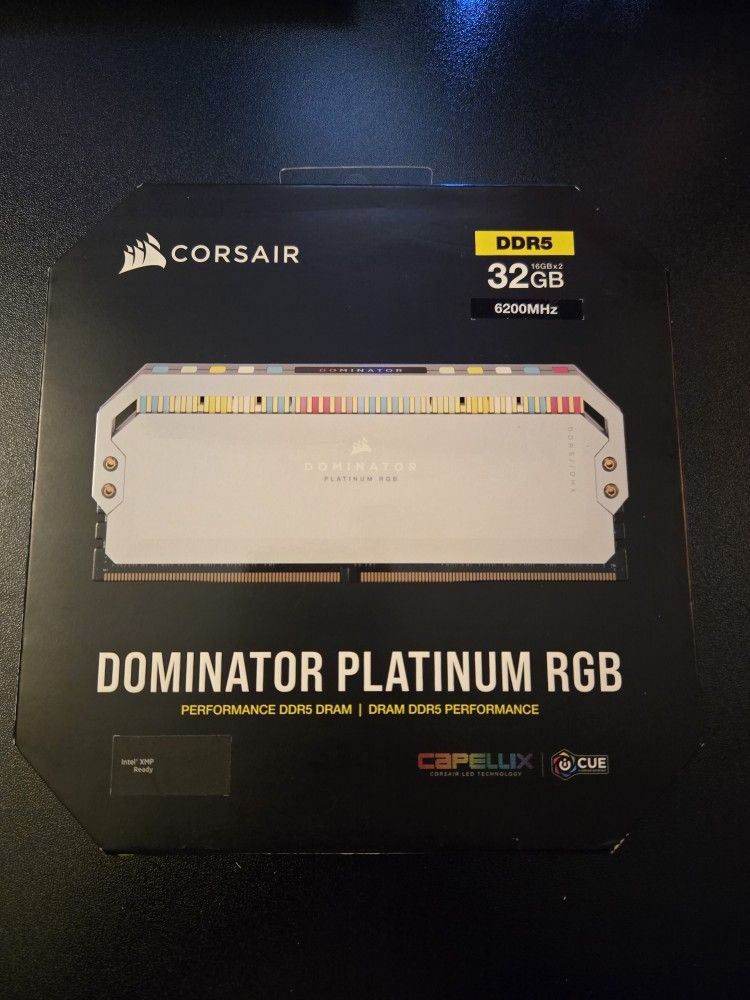 CORSAIR
DDR5
32GB
16GBx2
6200MHz
DOMINATOR
DOMINATOR
PLATINUM RGB
DOMINATOR PLATINUM RGB
PERFORMANCE DDR5 DRAM | DRAM DDR5 PERFORMANCE
Intel® XMP
Ready
CAPELLIX
CORSAIR LED TECHNOLOGY
iCUE